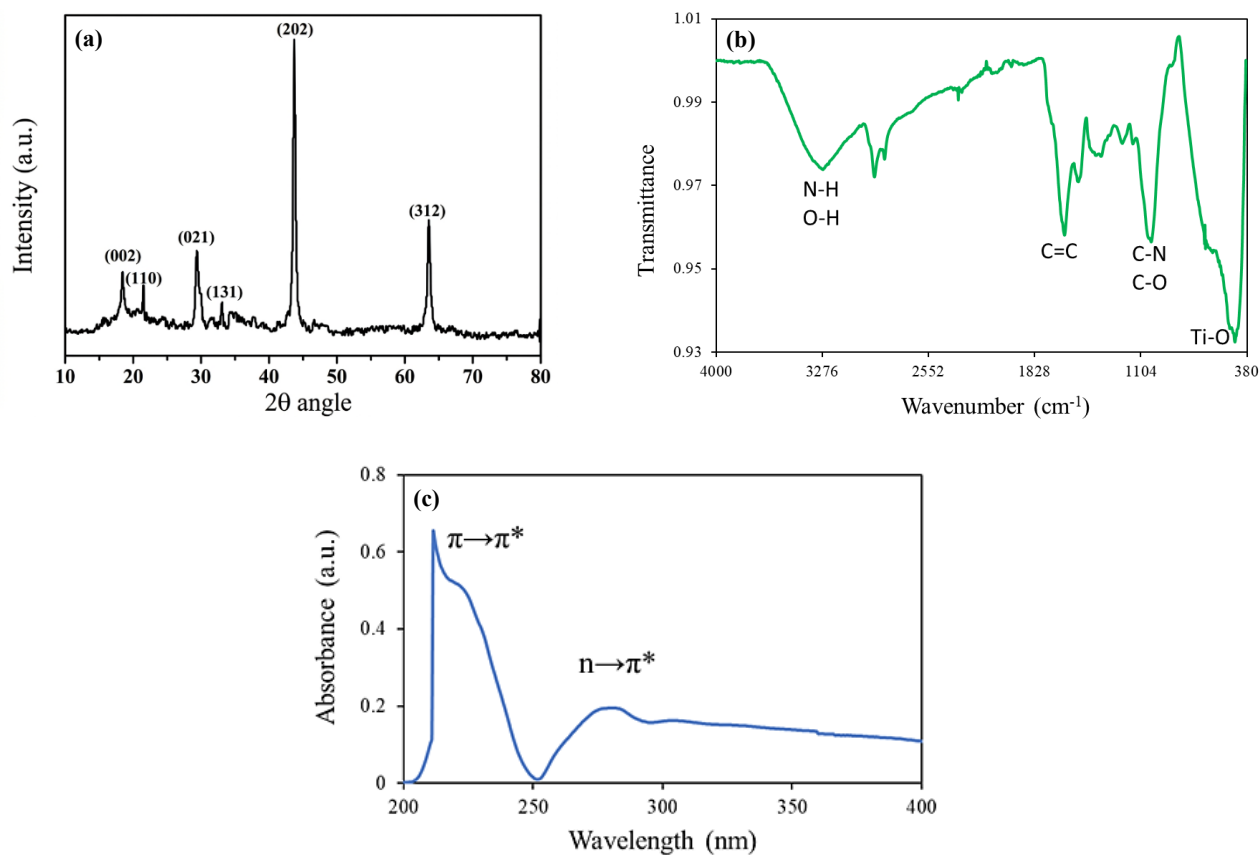 (a)
(202)
(312)
(021)
(002)
(110)
(131)
Intensity (a.u.)
10 20 30 40 50 60 70 80
2θ angle
(b)
1.01
0.99
0.97
0.95
0.93
Transmittance
N-H
O-H
C=C
C-N
C-O
Ti-O
4000 3276 2552 1828 1104 380
Wavenumber (cm⁻¹)
(c)
0.8
0.6
0.4
0.2
0
Absorbance (a.u.)
π→π*
n→π*
200 250 300 350 400
Wavelength (nm)